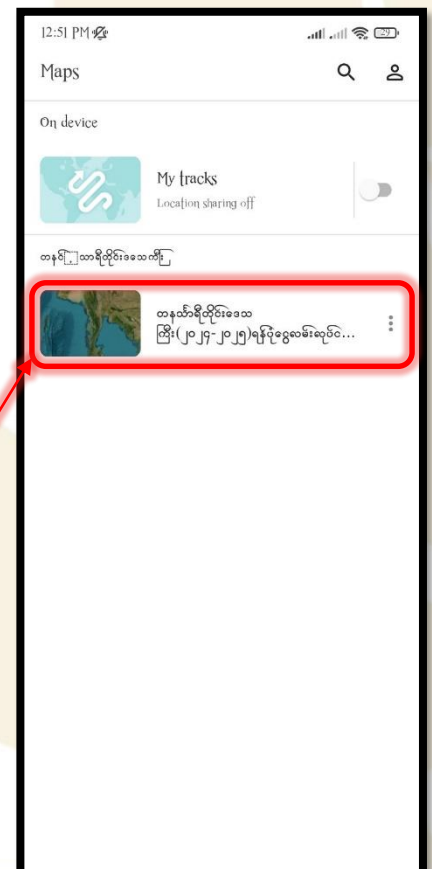 12:51 PM
29
Maps
On device
My tracks
Location sharing off
တနင်္သာရီတိုင်းဒေသကြီး
တနင်္သာရီတိုင်းဒေသ
ကြီး(၂၀၂၄-၂၀၂၅)ရန်ပုံငွေလမ်းလုပ်င...